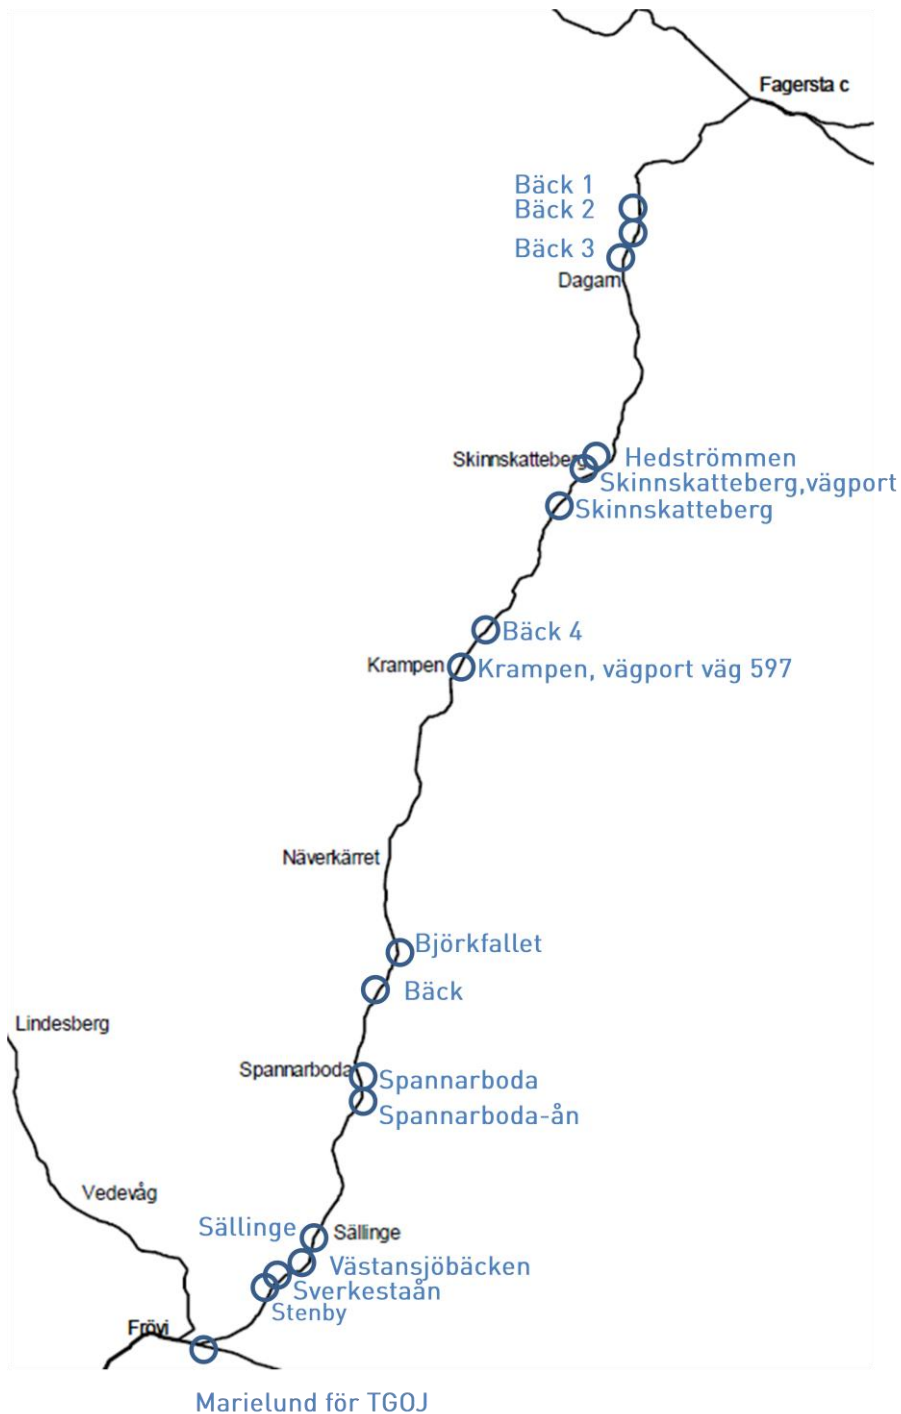 Fagersta c
Bäck 1
Bäck 2
Bäck 3
Dagarn
Skinnskatteberg
Hedströmmen
Skinnskatteberg,vägport
Skinnskatteberg
Bäck 4
Krampen
Krampen, vägport väg 597
Näverkärret
Björkfallet
Bäck
Lindesberg
Spannarboda
Spannarboda
Spannarboda-ån
Vedevåg
Sällinge
Sällinge
Västansjöbäcken
Sverkestaån
Stenby
Frövi
Marielund för TGOJ